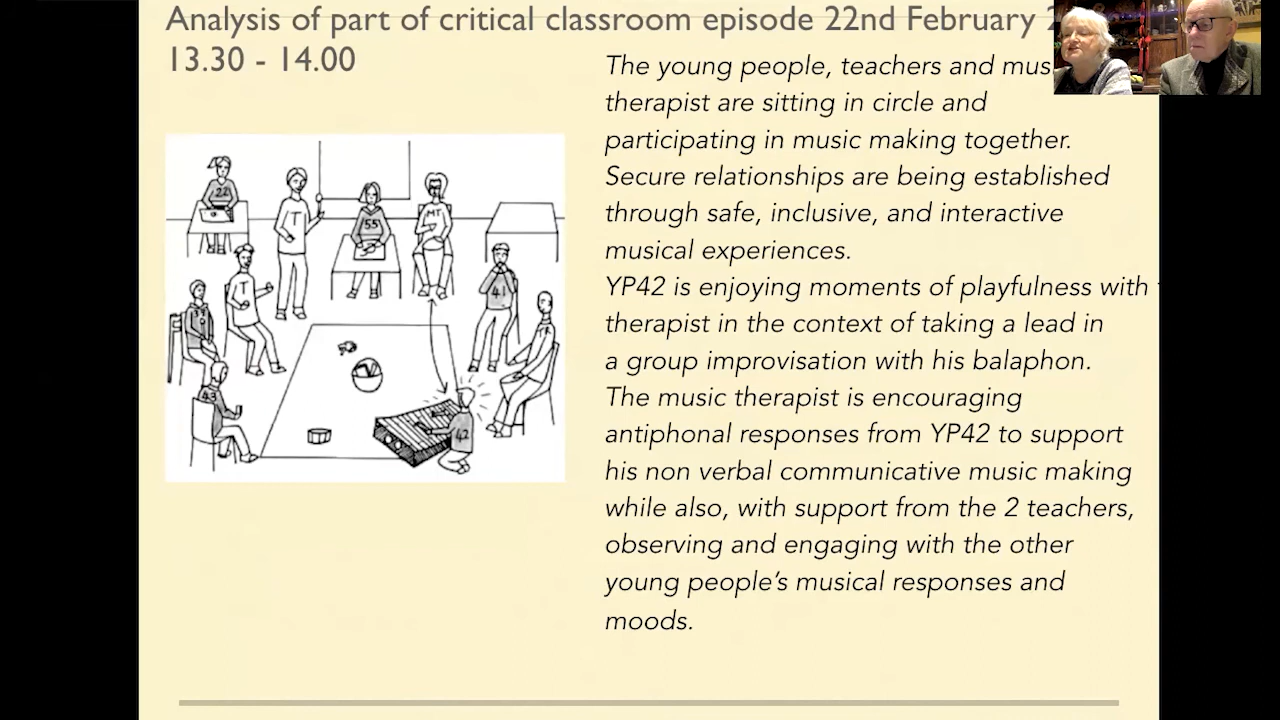 Analysis of part of critical classroom episode 22nd February
13.30 - 14.00
The young people, teachers and
therapist are sitting in circle and
participating in music making together.
Secure relationships are being established
through safe, inclusive, and interactive
musical experiences.
YP42 is enjoying moments of playfulness with
therapist in the context of taking a lead in
a group improvisation with his balaphon.
The music therapist is encouraging
antiphonal responses from YP42 to support
his non verbal communicative music making
while also, with support from the 2 teachers,
observing and engaging with the other
young people’s musical responses and
moods.
22
T
55
MT
T
41
43
42